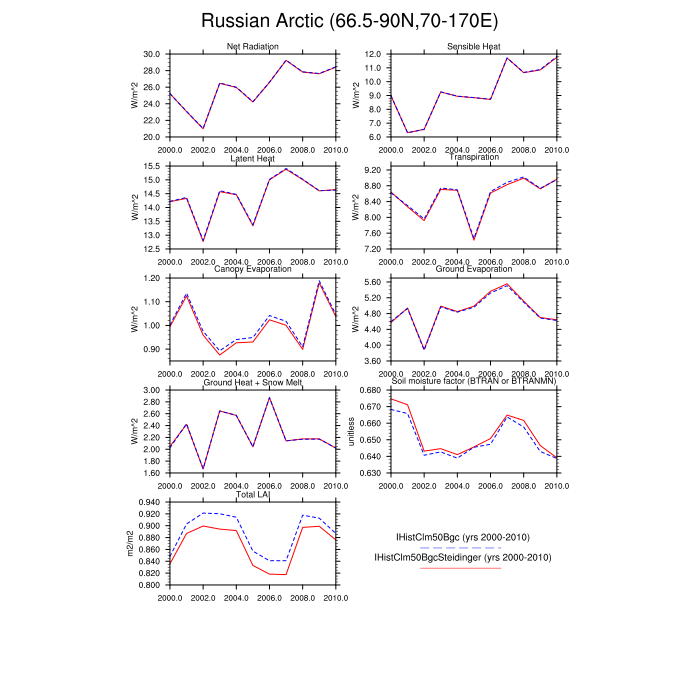 Russian Arctic (66.5-90N,70-170E)
Net Radiation
W/m^2
30.0
28.0
26.0
24.0
22.0
20.0
2000.0 2002.0 2004.0 2006.0 2008.0 2010.0
Sensible Heat
W/m^2
12.0
11.0
10.0
9.0
8.0
7.0
6.0
2000.0 2002.0 2004.0 2006.0 2008.0 2010.0
Latent Heat
W/m^2
15.5
15.0
14.5
14.0
13.5
13.0
12.5
2000.0 2002.0 2004.0 2006.0 2008.0 2010.0
Transpiration
W/m^2
9.20
8.80
8.40
8.00
7.60
7.20
2000.0 2002.0 2004.0 2006.0 2008.0 2010.0
Canopy Evaporation
W/m^2
1.20
1.10
1.00
0.90
2000.0 2002.0 2004.0 2006.0 2008.0 2010.0
Ground Evaporation
W/m^2
5.60
5.20
4.80
4.40
4.00
3.60
2000.0 2002.0 2004.0 2006.0 2008.0 2010.0
Ground Heat + Snow Melt
W/m^2
3.00
2.80
2.60
2.40
2.20
2.00
1.80
1.60
2000.0 2002.0 2004.0 2006.0 2008.0 2010.0
Soil moisture factor (BTRAN or BTRANMN)
unitless
0.680
0.670
0.660
0.650
0.640
0.630
2000.0 2002.0 2004.0 2006.0 2008.0 2010.0
Total LAI
m2/m2
0.940
0.920
0.900
0.880
0.860
0.840
0.820
0.800
2000.0 2002.0 2004.0 2006.0 2008.0 2010.0
IHistClm50Bgc (yrs 2000-2010)
IHistClm50BgcSteidinger (yrs 2000-2010)